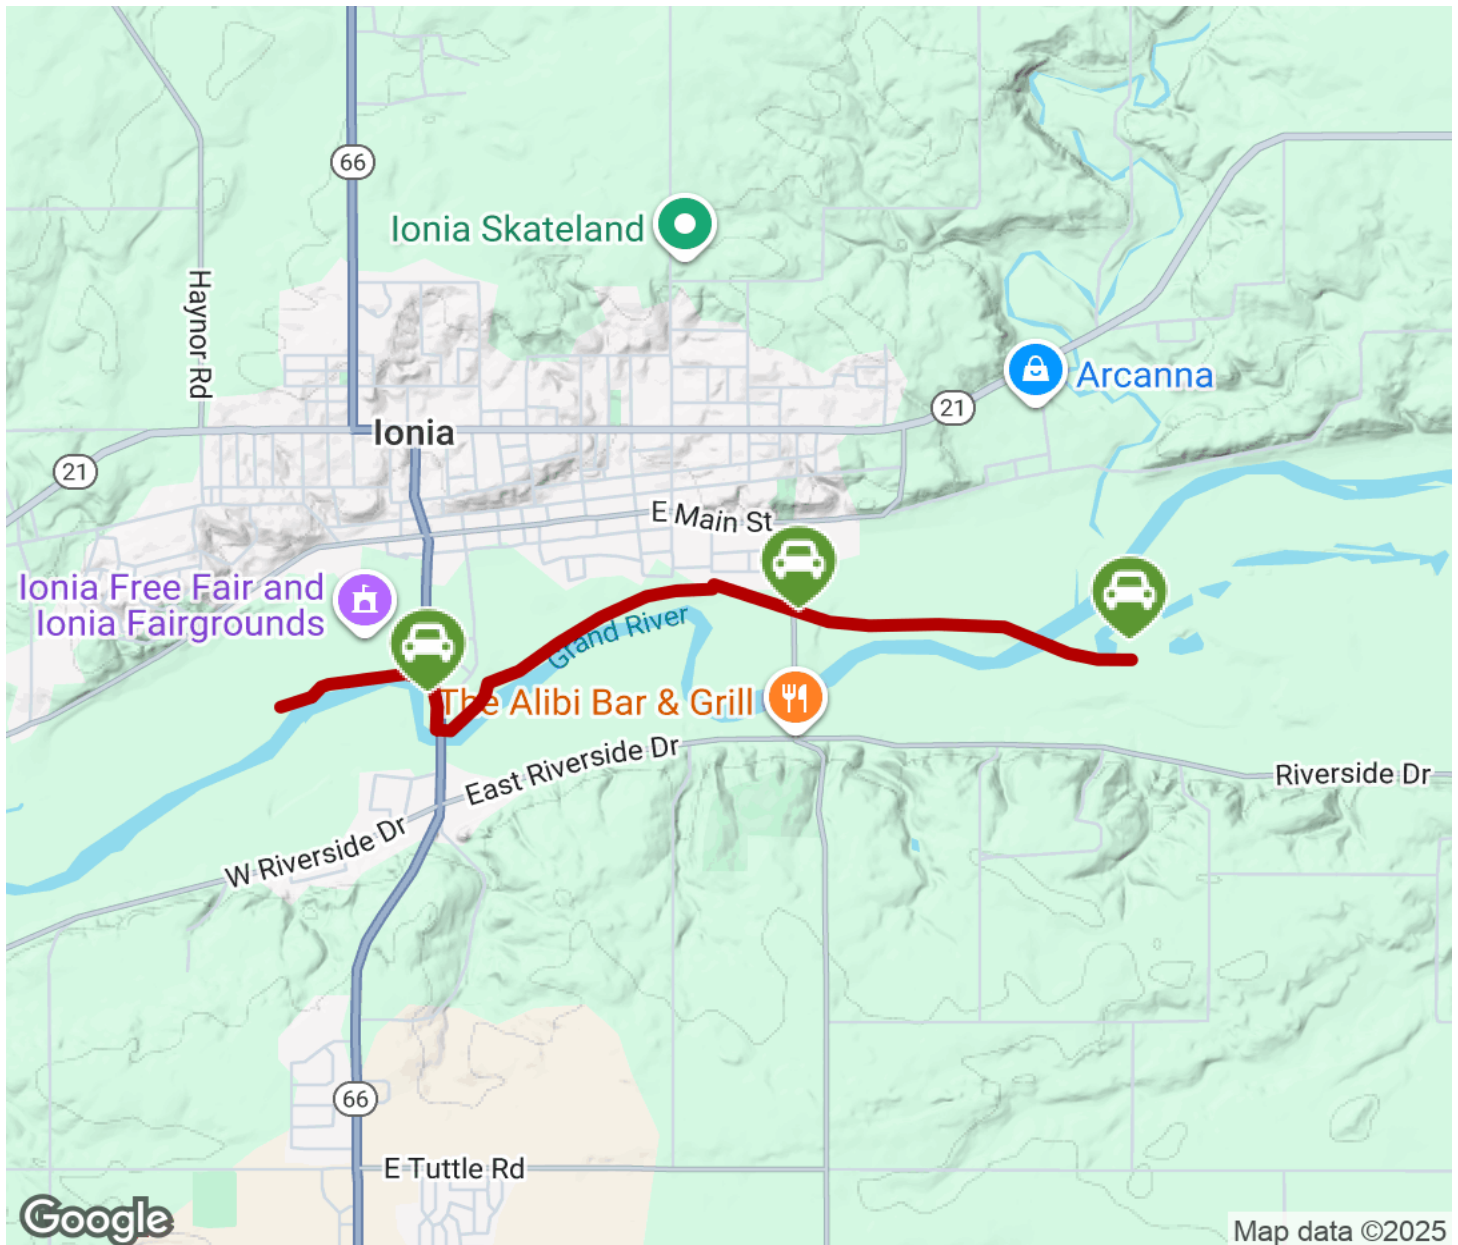 66
Ionia Skateland
Haynor Rd
Arcanna
21
Ionia
21
E Main St
Ionia Free Fair and
Ionia Fairgrounds
Grand River
The Alibi Bar & Grill
East Riverside Dr
Riverside Dr
W Riverside Dr
66
E Tuttle Rd
Google
Map data ©2025